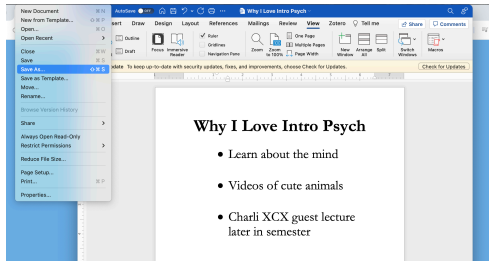 New Document ⌘ N
New from Template... ⇧ ⌘ P
Open... ⌘ O
Open Recent
Close ⌘ W
Save ⌘ S
Save As... ⇧ ⌘ S
Save as Template...
Move...
Rename...
Browse Version History
Share
Always Open Read-Only
Restrict Permissions
Reduce File Size...
Page Setup...
Print... ⌘ P
Properties...
AutoSave OFF
Why I Love Intro Psych
sert Draw Design Layout References Mailings Review View Zotero Tell me
Share Comments
Outline
Draft
Focus
Immersive Reader
Ruler
Gridlines
Navigation Pane
Zoom
Zoom to 100%
One Page
Multiple Pages
Page Width
New Window
Arrange All
Split
Switch Windows
Macros
date To keep up-to-date with security updates, fixes, and improvements, choose Check for Updates.
Check for Updates
Why I Love Intro Psych
• Learn about the mind
• Videos of cute animals
• Charli XCX guest lecture
later in semester